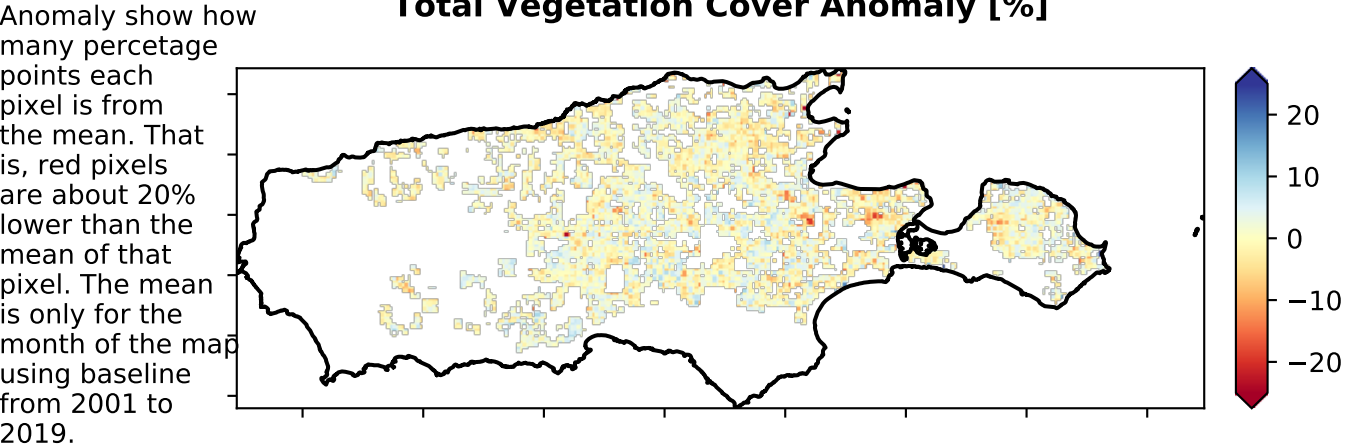 Total Vegetation Cover Anomaly [%]
Anomaly show how
many percetage
points each
pixel is from
the mean. That
is, red pixels
are about 20%
lower than the
mean of that
pixel. The mean
is only for the
month of the map
using baseline
from 2001 to
2019.
20
10
0
−10
−20